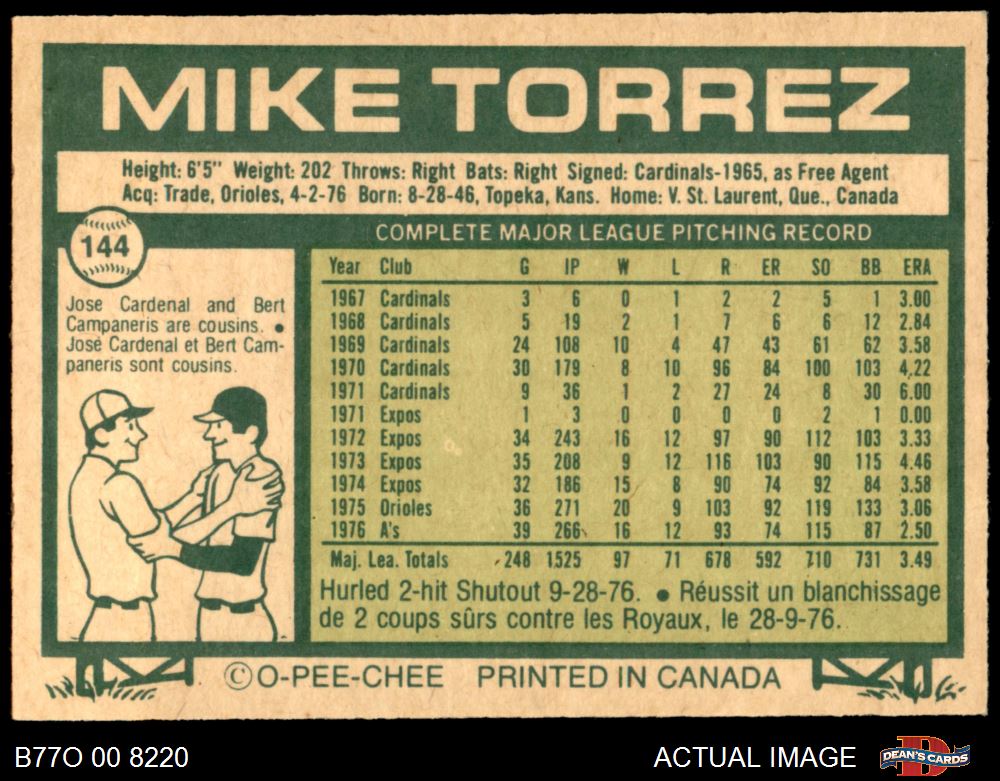 MIKE TORREZ
Height: 6'5" Weight: 202 Throws: Right Bats: Right Signed: Cardinals-1965, as Free Agent
Acq: Trade, Orioles, 4-2-76 Born: 8-28-46, Topeka, Kans. Home: V. St. Laurent, Que., Canada
144
Jose Cardenal and Bert
Campaneris are cousins. •
José Cardenal et Bert Cam-
paneris sont cousins.
COMPLETE MAJOR LEAGUE PITCHING RECORD
Year Club G IP W L R ER SO BB ERA
1967 Cardinals 3 6 0 1 2 2 5 1 3.00
1968 Cardinals 5 19 2 1 7 6 6 12 2.84
1969 Cardinals 24 108 10 4 47 43 61 62 3.58
1970 Cardinals 30 179 8 10 96 84 100 103 4.22
1971 Cardinals 9 36 1 2 27 24 8 30 6.00
1971 Expos 1 3 0 0 0 0 2 1 0.00
1972 Expos 34 243 16 12 97 90 112 103 3.33
1973 Expos 35 208 9 12 116 103 90 115 4.46
1974 Expos 32 186 15 8 90 74 92 84 3.58
1975 Orioles 36 271 20 9 103 92 119 133 3.06
1976 A's 39 266 16 12 93 74 115 87 2.50
Maj. Lea. Totals 248 1525 97 71 678 592 710 731 3.49
Hurled 2-hit Shutout 9-28-76. • Réussit un blanchissage
de 2 coups sûrs contre les Royaux, le 28-9-76.
©O-PEE-CHEE PRINTED IN CANADA
B77O 00 8220
ACTUAL IMAGE
DEAN'S CARDS